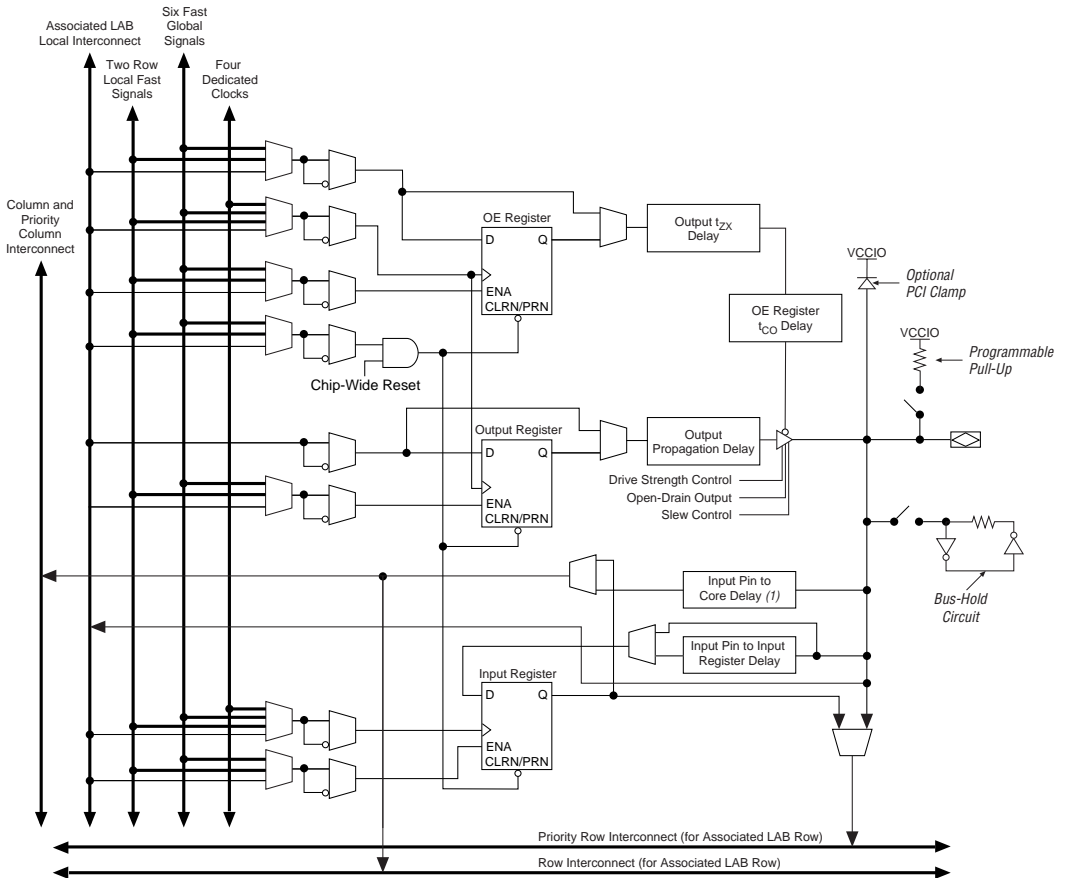 Six Fast
Global
Signals
Associated LAB
Local Interconnect
Two Row
Local Fast
Signals
Four
Dedicated
Clocks
Column and
Priority
Column
Interconnect
OE Register
D
Q
ENA
CLRN/PRN
Output tZX
Delay
VCCIO
Optional
PCI Clamp
OE Register
tCO Delay
VCCIO
Programmable
Pull-Up
Chip-Wide Reset
Output Register
D
Q
ENA
CLRN/PRN
Output
Propagation Delay
Drive Strength Control
Open-Drain Output
Slew Control
Input Pin to
Core Delay (1)
Bus-Hold
Circuit
Input Pin to Input
Register Delay
Input Register
D
Q
ENA
CLRN/PRN
Priority Row Interconnect (for Associated LAB Row)
Row Interconnect (for Associated LAB Row)